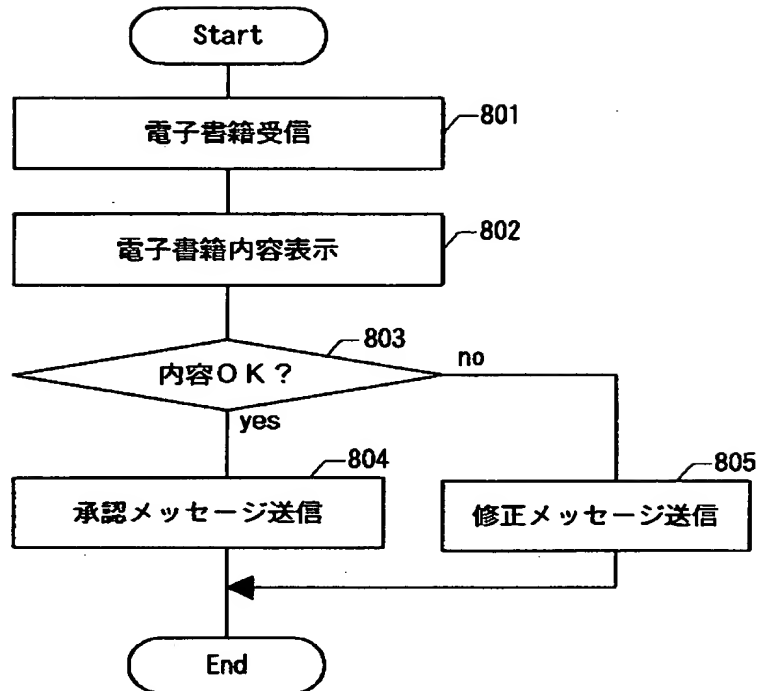 Start
電子書籍受信
801
電子書籍内容表示
802
803
内容OK?
no
yes
804
承認メッセージ送信
805
修正メッセージ送信
End